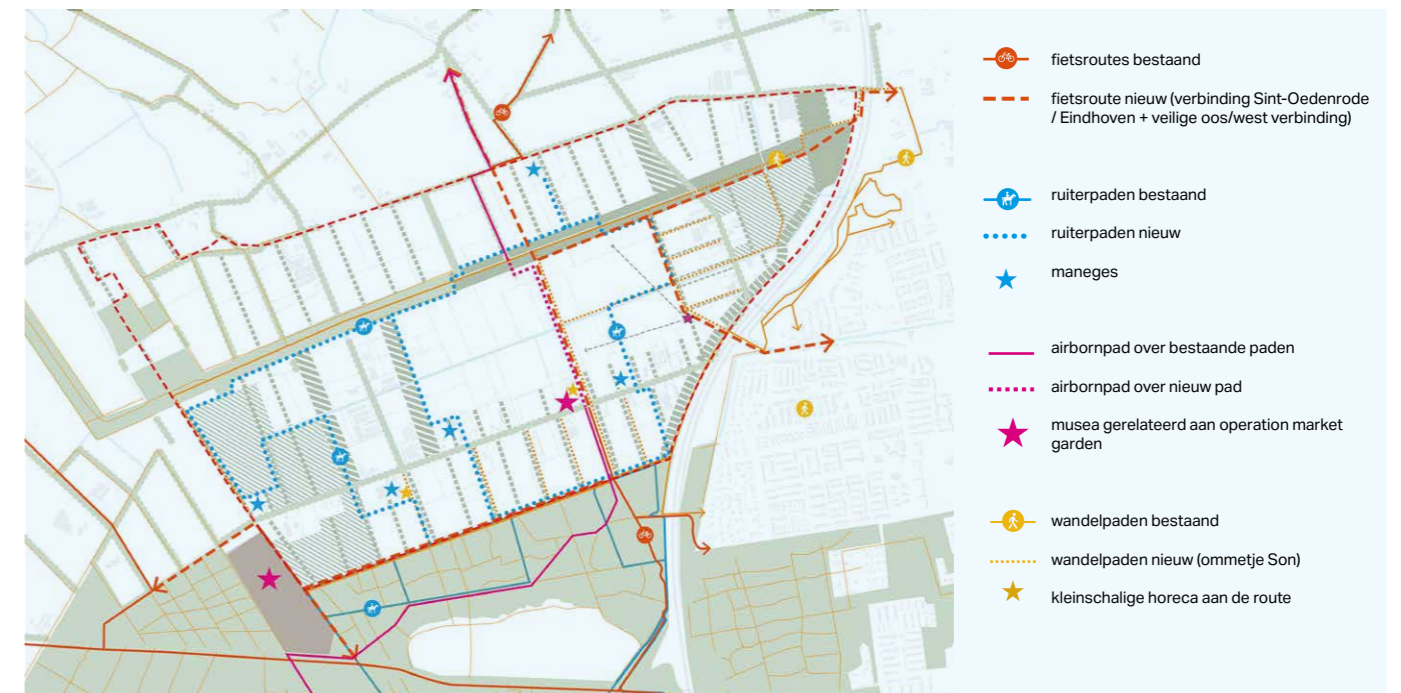 fietsroutes bestaand
fietsroute nieuw (verbinding Sint-Oedenrode
/ Eindhoven + veilige oos/west verbinding)
ruiterpaden bestaand
ruiterpaden nieuw
maneges
airbornpad over bestaande paden
airbornpad over nieuw pad
musea gerelateerd aan operation market
garden
wandelpaden bestaand
wandelpaden nieuw (ommetje Son)
kleinschalige horeca aan de route